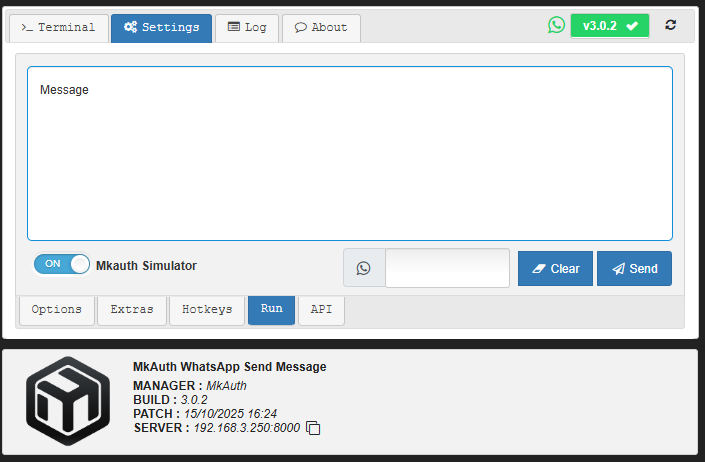 >_ Terminal Settings Log About v3.0.2
Message
ON Mkauth Simulator Clear Send
Options Extras Hotkeys Run API
MkAuth WhatsApp Send Message
MANAGER : MkAuth
BUILD : 3.0.2
PATCH : 15/10/2025 16:24
SERVER : 192.168.3.250:8000